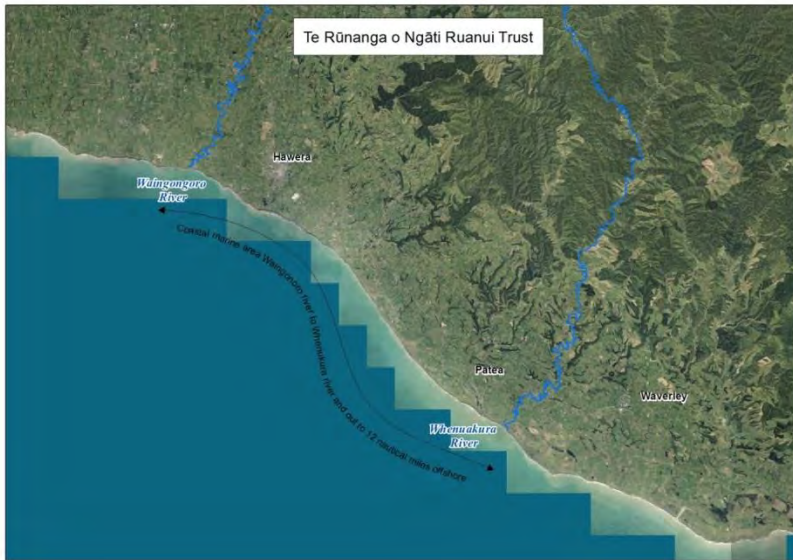 Te Rūnanga o Ngāti Ruanui Trust
Hawera
Waingongoro
River
Coastal marine area Waingongoro river to Whenuakura river and out to 12 nautical miles offshore
Patea
Waverley
Whenuakura
River